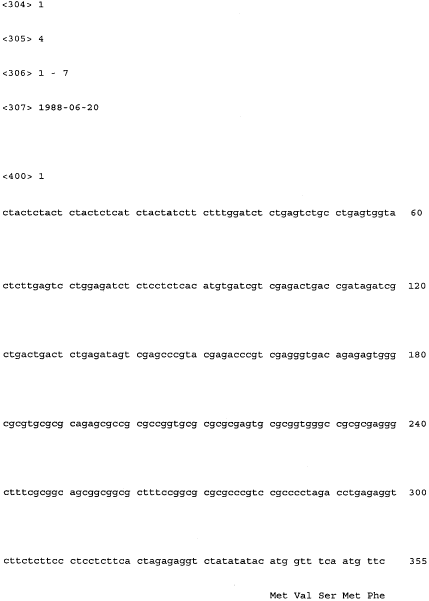 <304> 1
<305> 4
<306> 1 - 7
<307> 1988-06-20
<400> 1
ctactctact ctactctcat ctactatctt ctttggatct ctgagtctgc ctgagtggta 60
ctcttgagtc ctggagatct ctcctctcac atgtgatcgt cgagactgac cgatagatcg 120
ctgactgact ctgagatagt cgagcccgta cgagacccgt cgagggtgac agagagtggg 180
cgcgtgcgcg cagagcgccg cgccggtgcg cgcgcgagtg cgcggtgggc cgcgcgaggg 240
ctttcgcggc agcggcggcg ctttccggcg cgcgcccgtc cgcccctaga cctgagaggt 300
cttctcttcc ctcctcttca ctagagaggt ctatatatac atg gtt tca atg ttc 355
Met Val Ser Met Phe